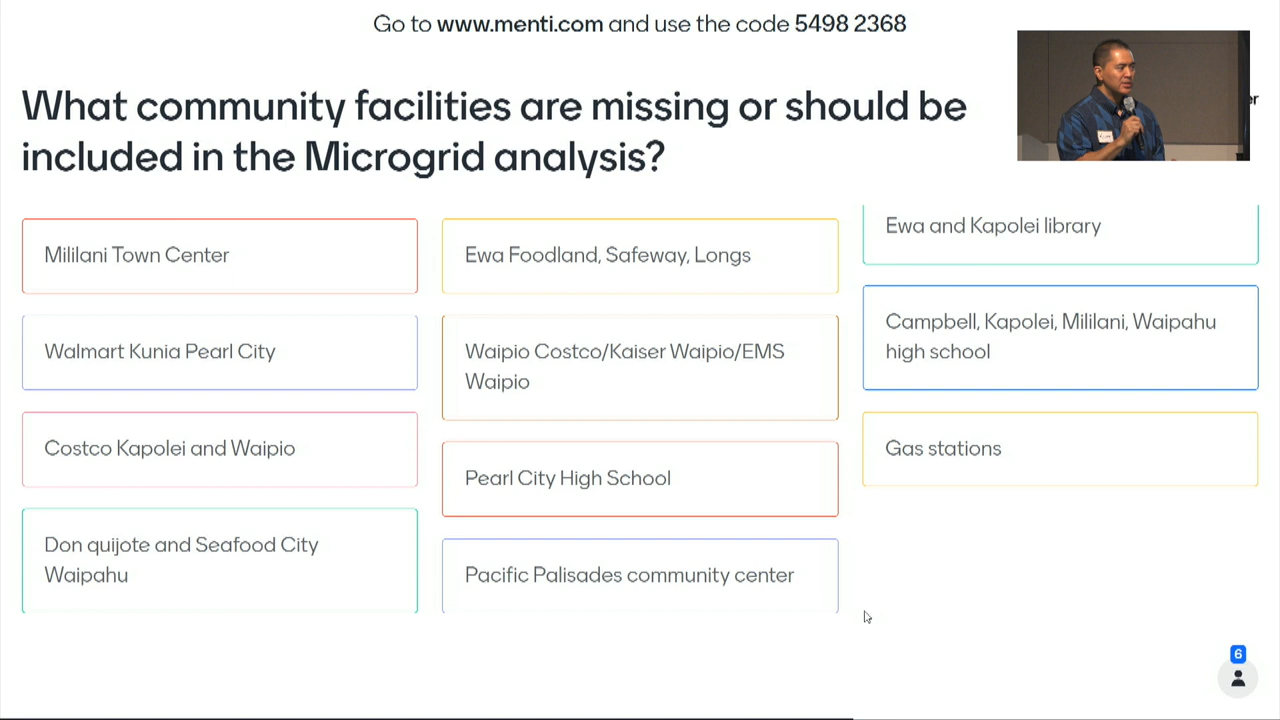 Go to www.menti.com and use the code 5498 2368
What community facilities are missing or should be
included in the Microgrid analysis?
Mililani Town Center
Walmart Kunia Pearl City
Costco Kapolei and Waipio
Don quijote and Seafood City
Waipahu
Ewa Foodland, Safeway, Longs
Waipio Costco/Kaiser Waipio/EMS
Waipio
Pearl City High School
Pacific Palisades community center
Ewa and Kapolei library
Campbell, Kapolei, Mililani, Waipahu
high school
Gas stations
6